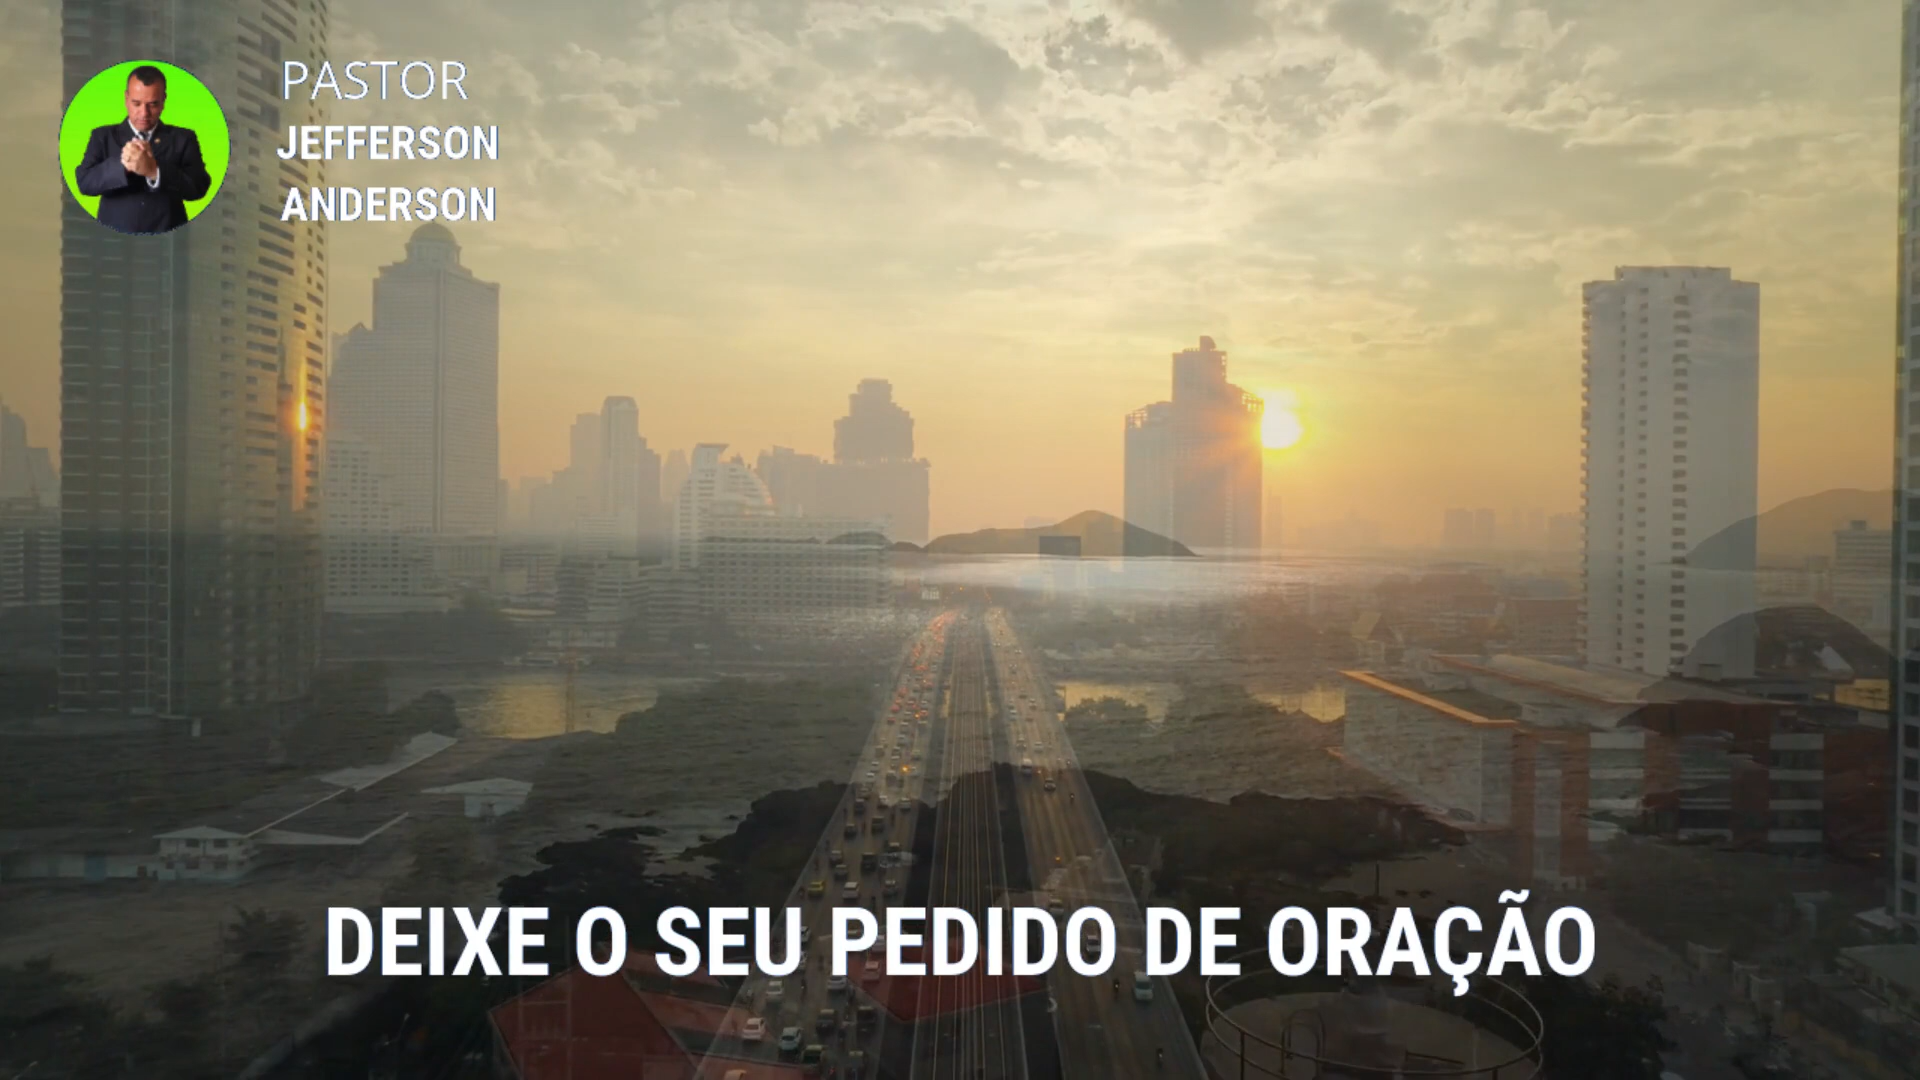 PASTOR
JEFFERSON
ANDERSON
DEIXE O SEU PEDIDO DE ORAÇÃO